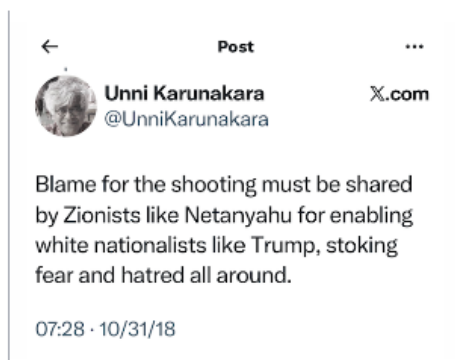 Post
Unni Karunakara
X.com
@UnniKarunakara
Blame for the shooting must be shared
by Zionists like Netanyahu for enabling
white nationalists like Trump, stoking
fear and hatred all around.
07:28 · 10/31/18